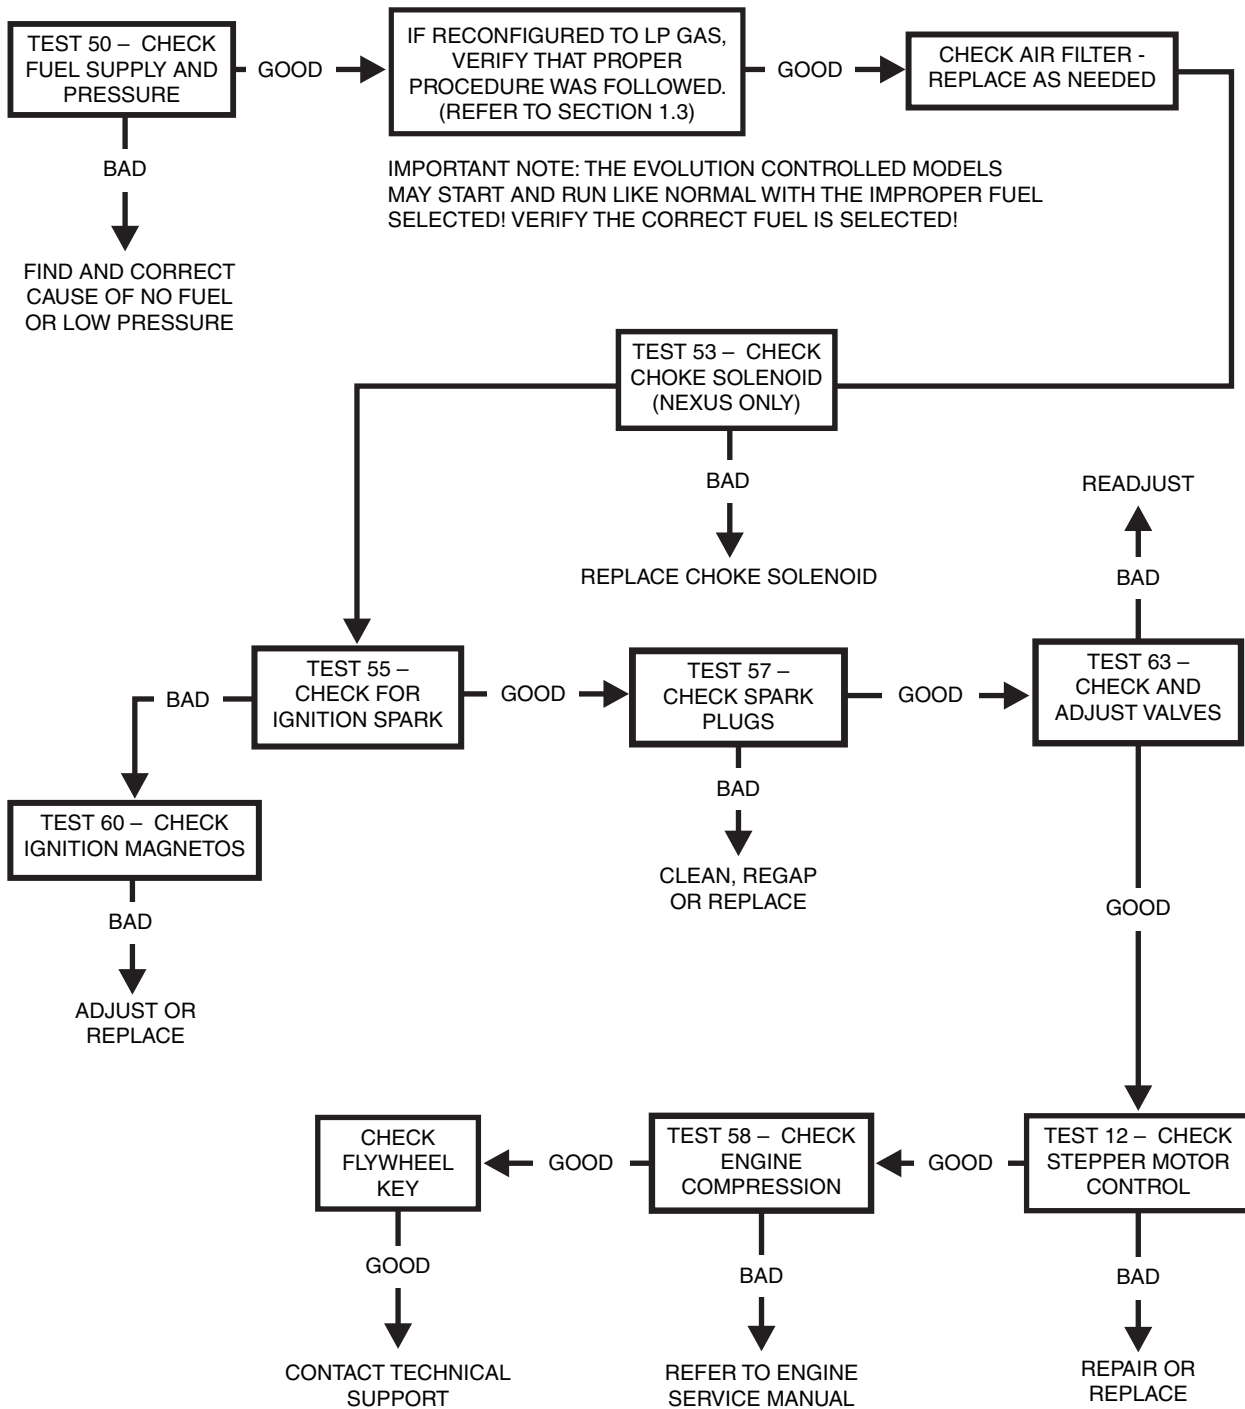 TEST 50 – CHECK
FUEL SUPPLY AND
PRESSURE
GOOD
IF RECONFIGURED TO LP GAS,
VERIFY THAT PROPER
PROCEDURE WAS FOLLOWED.
(REFER TO SECTION 1.3)
GOOD
CHECK AIR FILTER -
REPLACE AS NEEDED
BAD
FIND AND CORRECT
CAUSE OF NO FUEL
OR LOW PRESSURE
IMPORTANT NOTE: THE EVOLUTION CONTROLLED MODELS
MAY START AND RUN LIKE NORMAL WITH THE IMPROPER FUEL
SELECTED! VERIFY THE CORRECT FUEL IS SELECTED!
TEST 53 – CHECK
CHOKE SOLENOID
(NEXUS ONLY)
BAD
REPLACE CHOKE SOLENOID
READJUST
BAD
TEST 55 –
CHECK FOR
IGNITION SPARK
GOOD
TEST 57 –
CHECK SPARK
PLUGS
GOOD
TEST 63 –
CHECK AND
ADJUST VALVES
BAD
TEST 60 – CHECK
IGNITION MAGNETOS
BAD
ADJUST OR
REPLACE
BAD
CLEAN, REGAP
OR REPLACE
GOOD
TEST 12 – CHECK
STEPPER MOTOR
CONTROL
GOOD
TEST 58 – CHECK
ENGINE
COMPRESSION
GOOD
CHECK
FLYWHEEL
KEY
GOOD
CONTACT TECHNICAL
SUPPORT
BAD
REFER TO ENGINE
SERVICE MANUAL
BAD
REPAIR OR
REPLACE